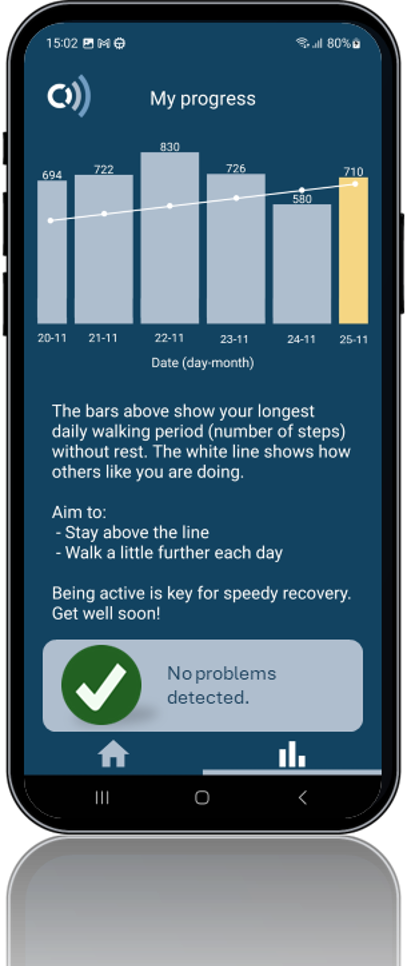 15:02 80%
My progress
694 722 830 726 580 710
20-11 21-11 22-11 23-11 24-11 25-11
Date (day-month)
The bars above show your longest
daily walking period (number of steps)
without rest. The white line shows how
others like you are doing.
Aim to:
- Stay above the line
- Walk a little further each day
Being active is key for speedy recovery.
Get well soon!
No problems
detected.